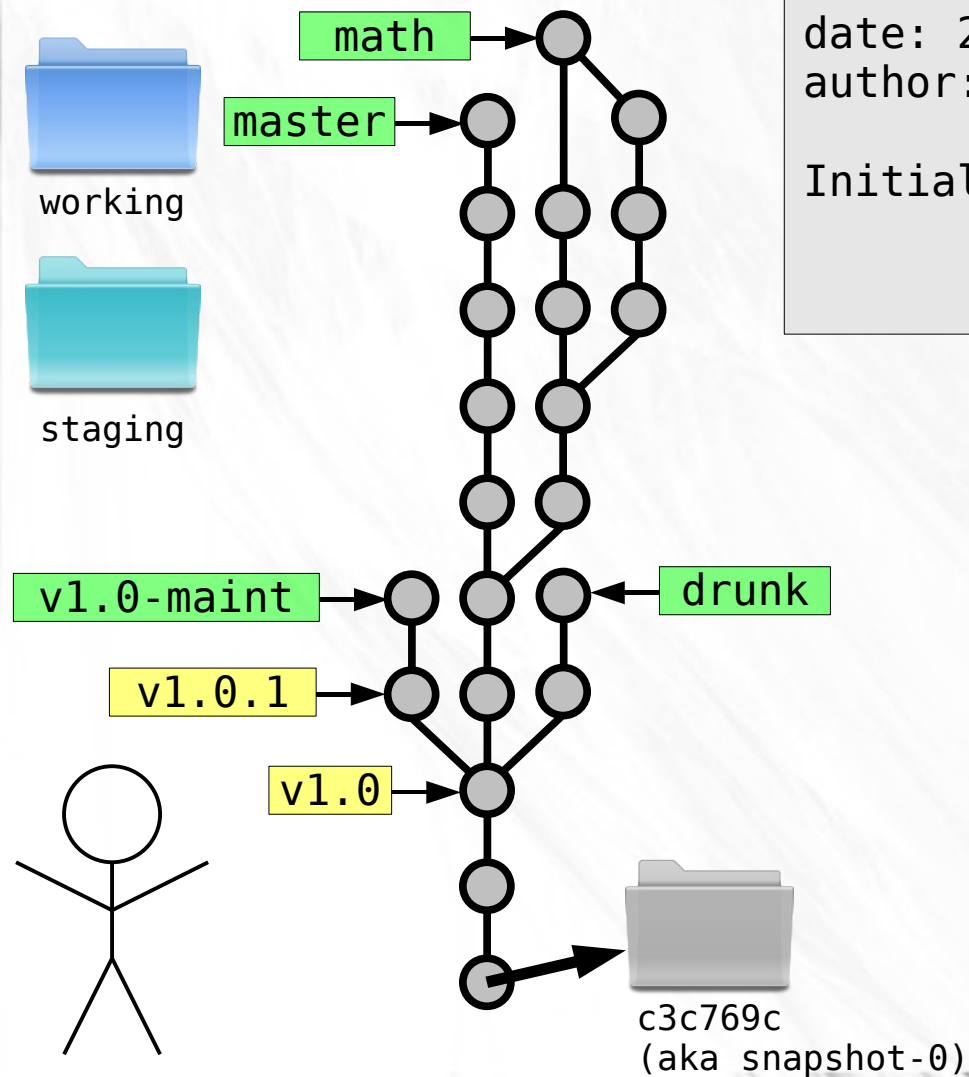 math
date: 2
author:
master
Initial
working
staging
v1.0-maint
drunk
v1.0.1
v1.0
c3c769c
(aka snapshot-0)